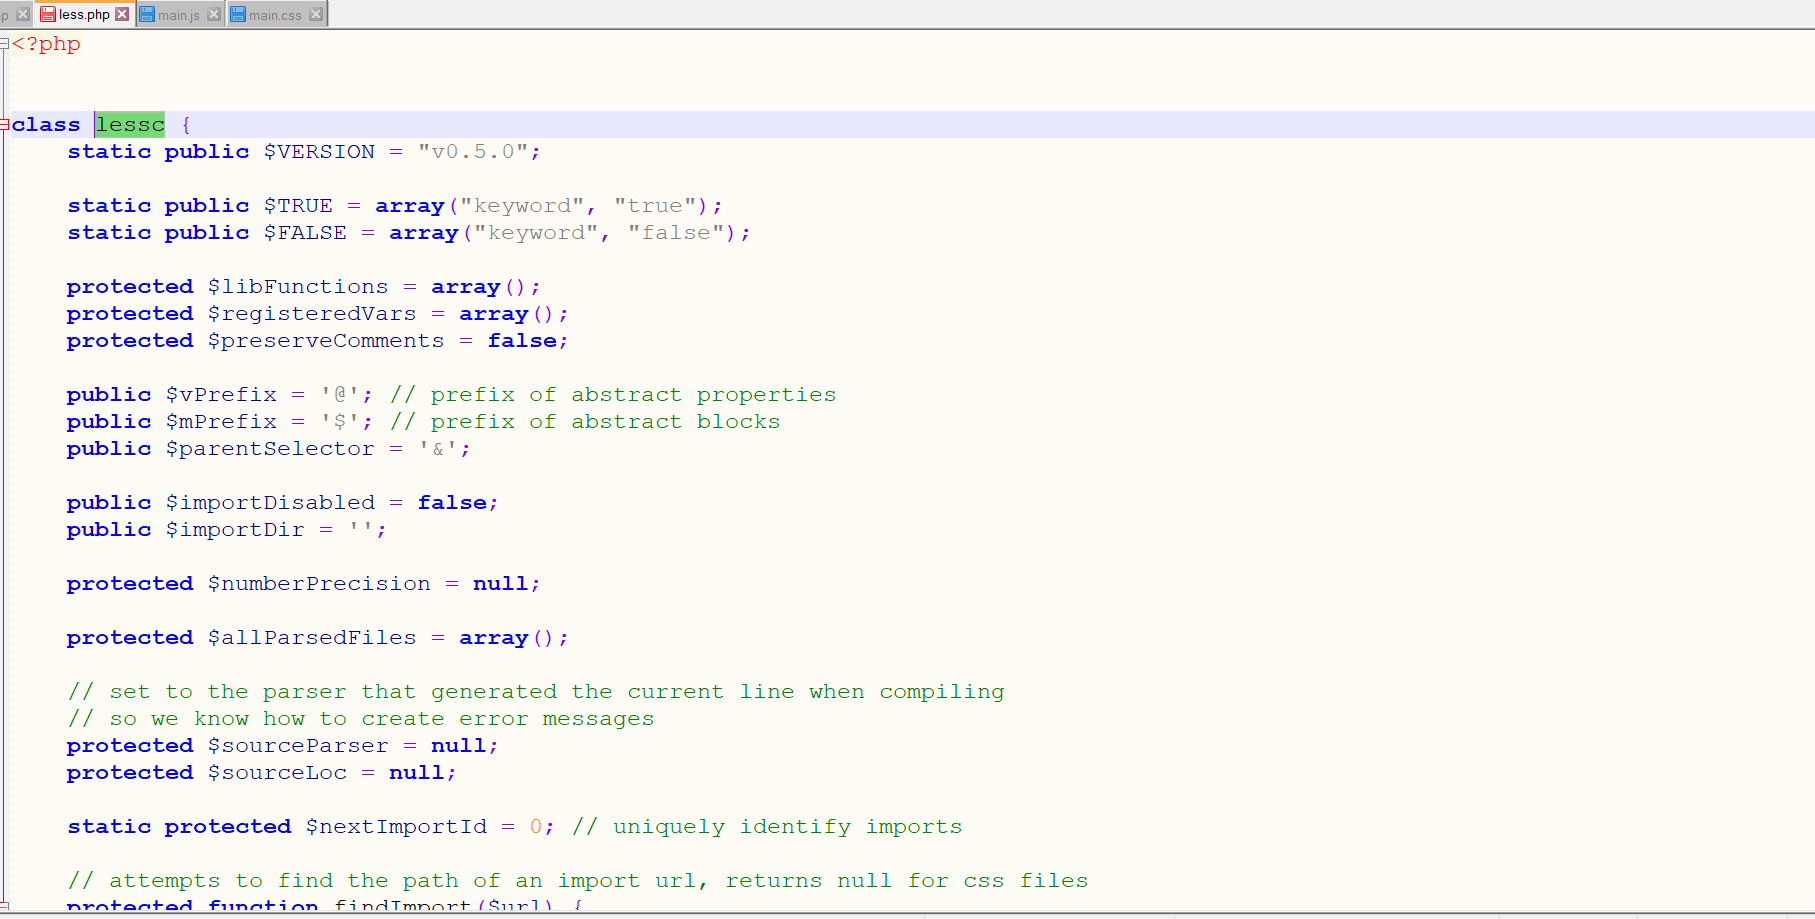 p
less.php
main.js
main.css
<?php
class lessc {
static public $VERSION = "v0.5.0";
static public $TRUE = array("keyword", "true");
static public $FALSE = array("keyword", "false");
protected $libFunctions = array();
protected $registeredVars = array();
protected $preserveComments = false;
public $vPrefix = '@'; // prefix of abstract properties
public $mPrefix = '$'; // prefix of abstract blocks
public $parentSelector = '&';
public $importDisabled = false;
public $importDir = '';
protected $numberPrecision = null;
protected $allParsedFiles = array();
// set to the parser that generated the current line when compiling
// so we know how to create error messages
protected $sourceParser = null;
protected $sourceLoc = null;
static protected $nextImportId = 0; // uniquely identify imports
// attempts to find the path of an import url, returns null for css files
protected function findImport($url) {